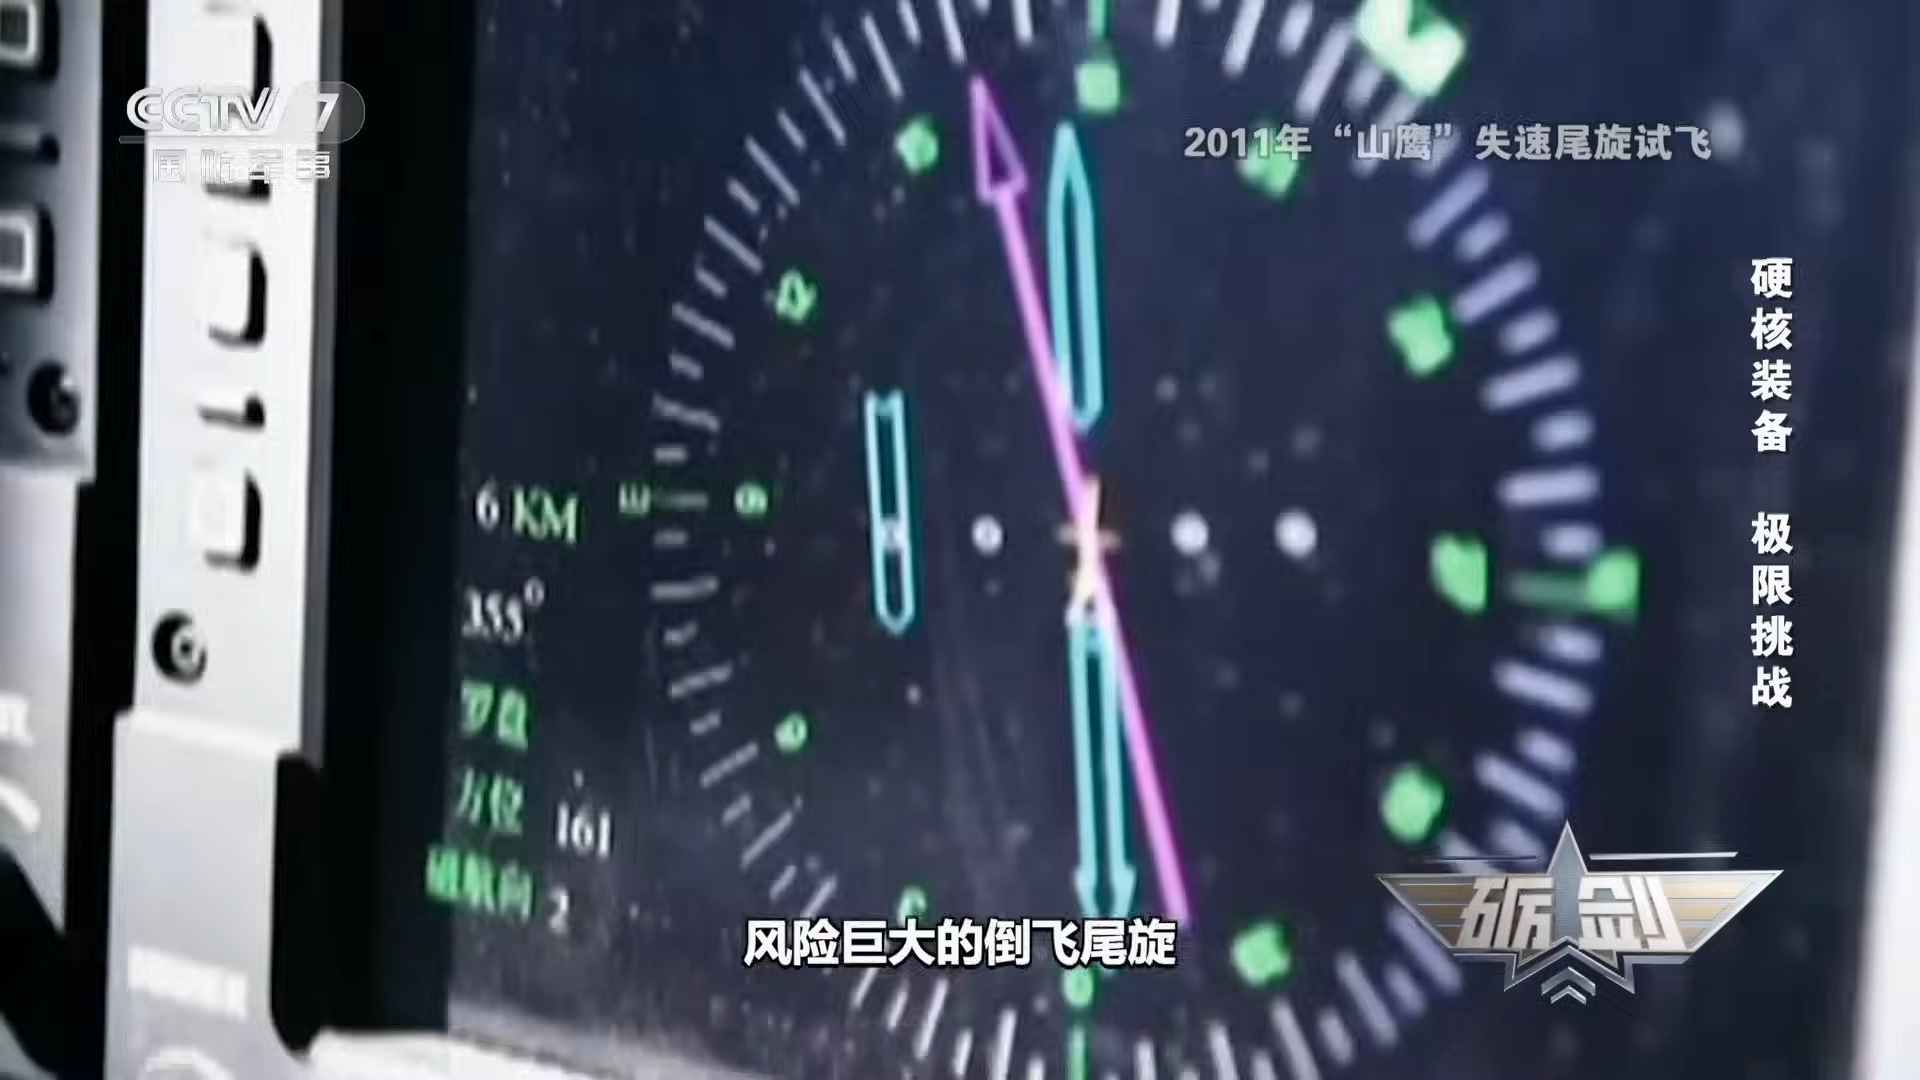 CCTV 7
国防军事
2011年“山鹰”失速尾旋试飞
硬核装备 极限挑战
6 KM
355°
罗盘
方位 161
磁航向 2
E
12
6
砺剑
风险巨大的倒飞尾旋